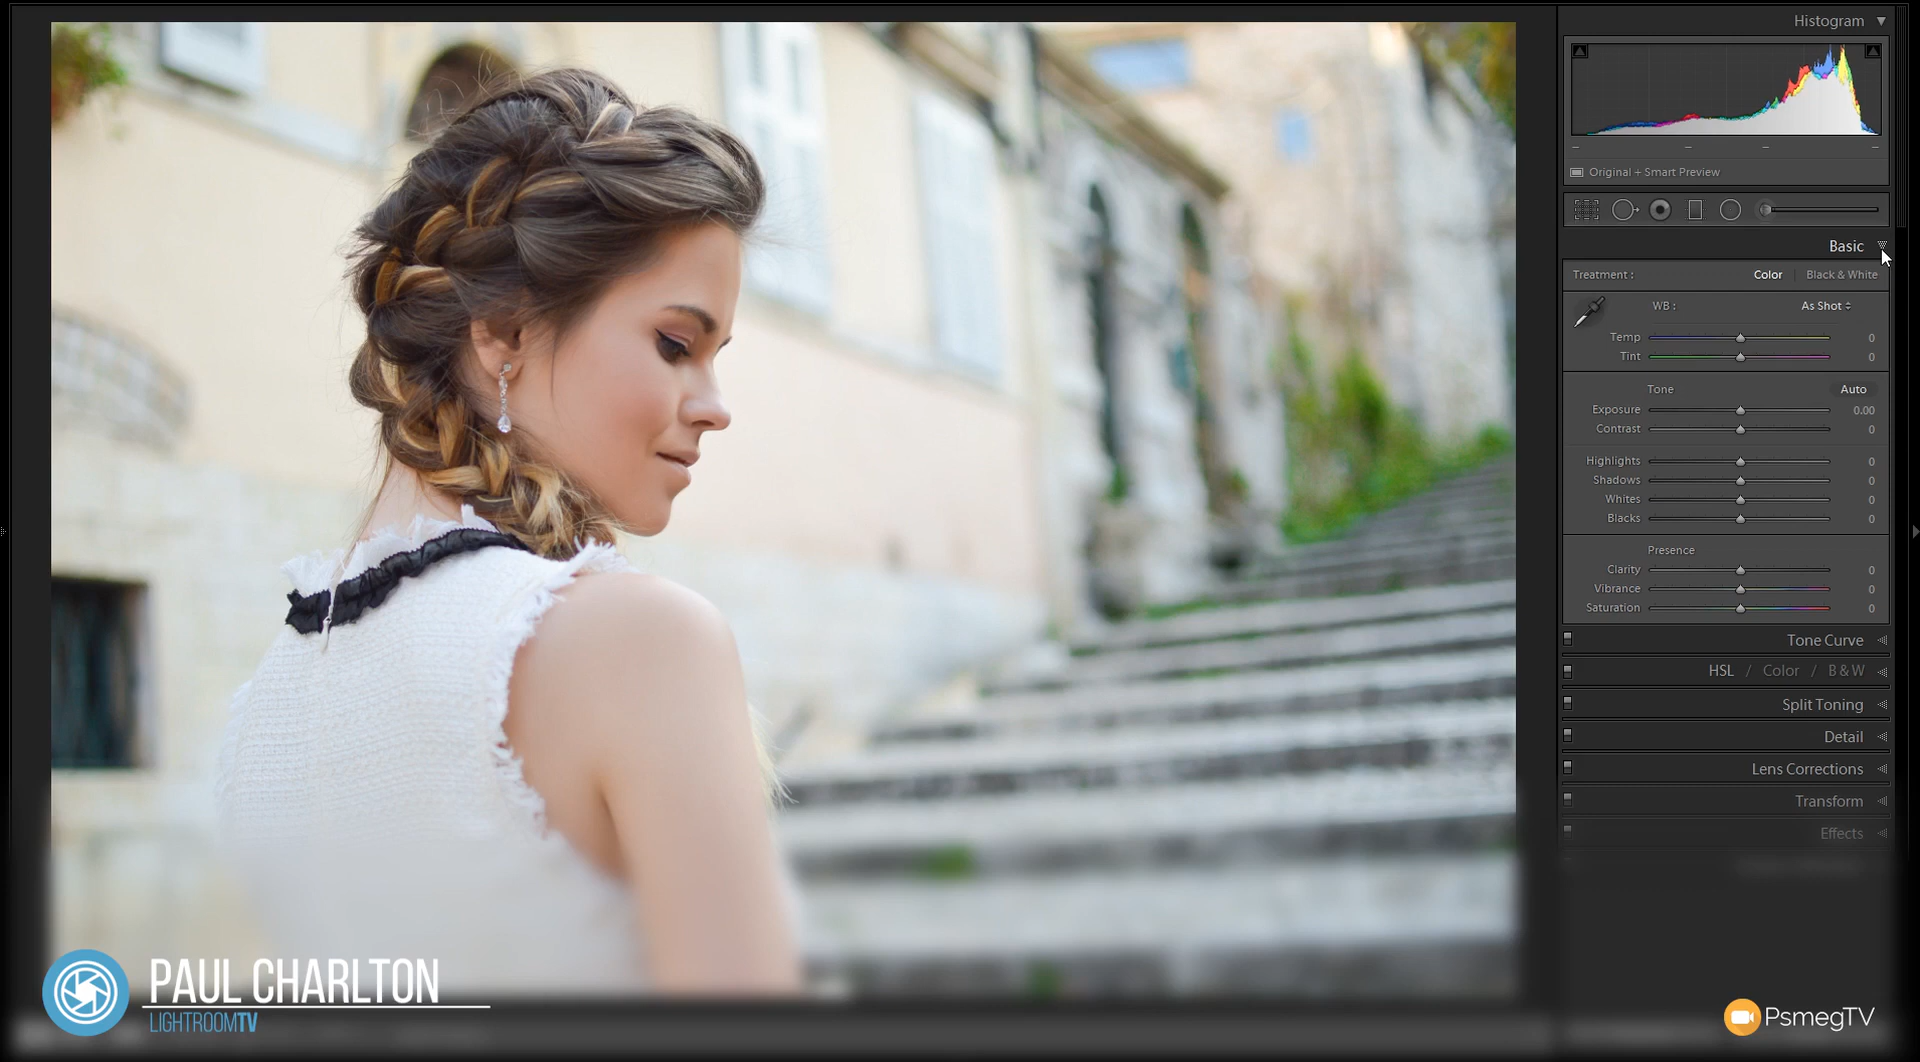 Histogram
Original + Smart Preview
Basic
Treatment : Color Black & White
WB : As Shot
Temp 0
Tint 0
Tone Auto
Exposure 0.00
Contrast 0
Highlights 0
Shadows 0
Whites 0
Blacks 0
Presence
Clarity 0
Vibrance 0
Saturation 0
Tone Curve
HSL / Color / B & W
Split Toning
Detail
Lens Corrections
Transform
Effects
PAUL CHARLTON
LIGHTROOMTV
PsmegTV